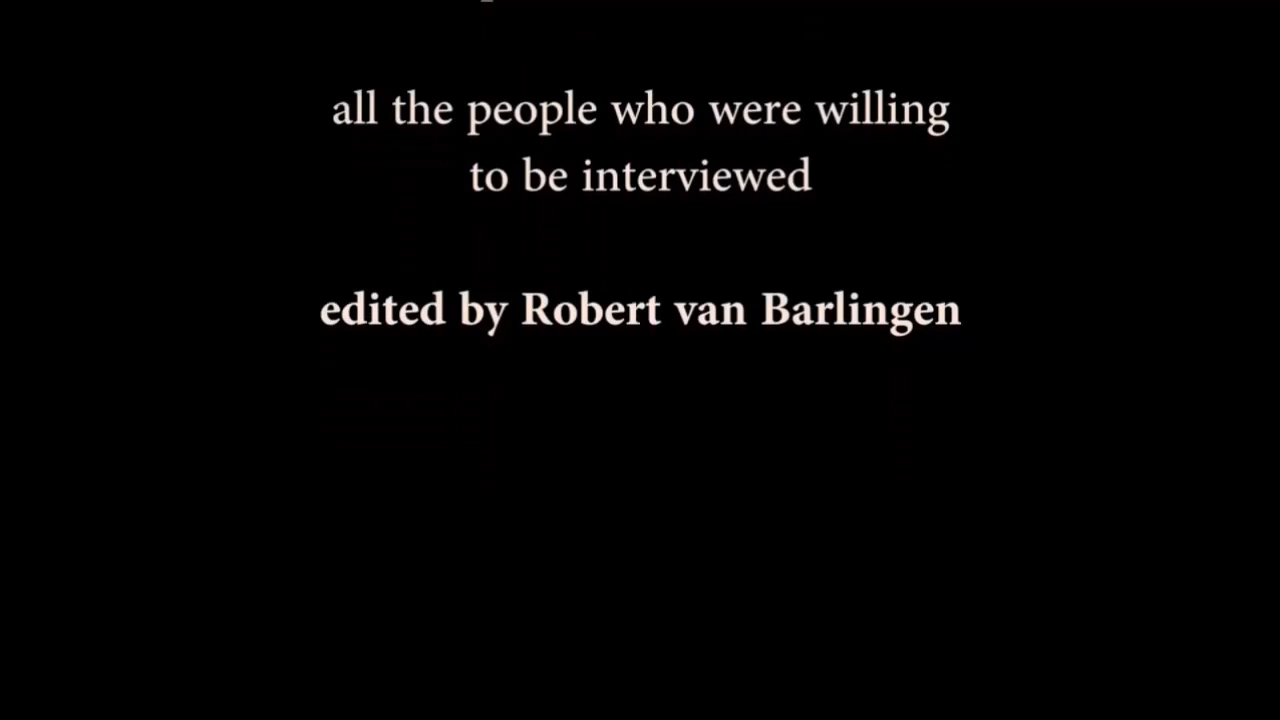 all the people who were willing
to be interviewed
edited by Robert van Barlingen